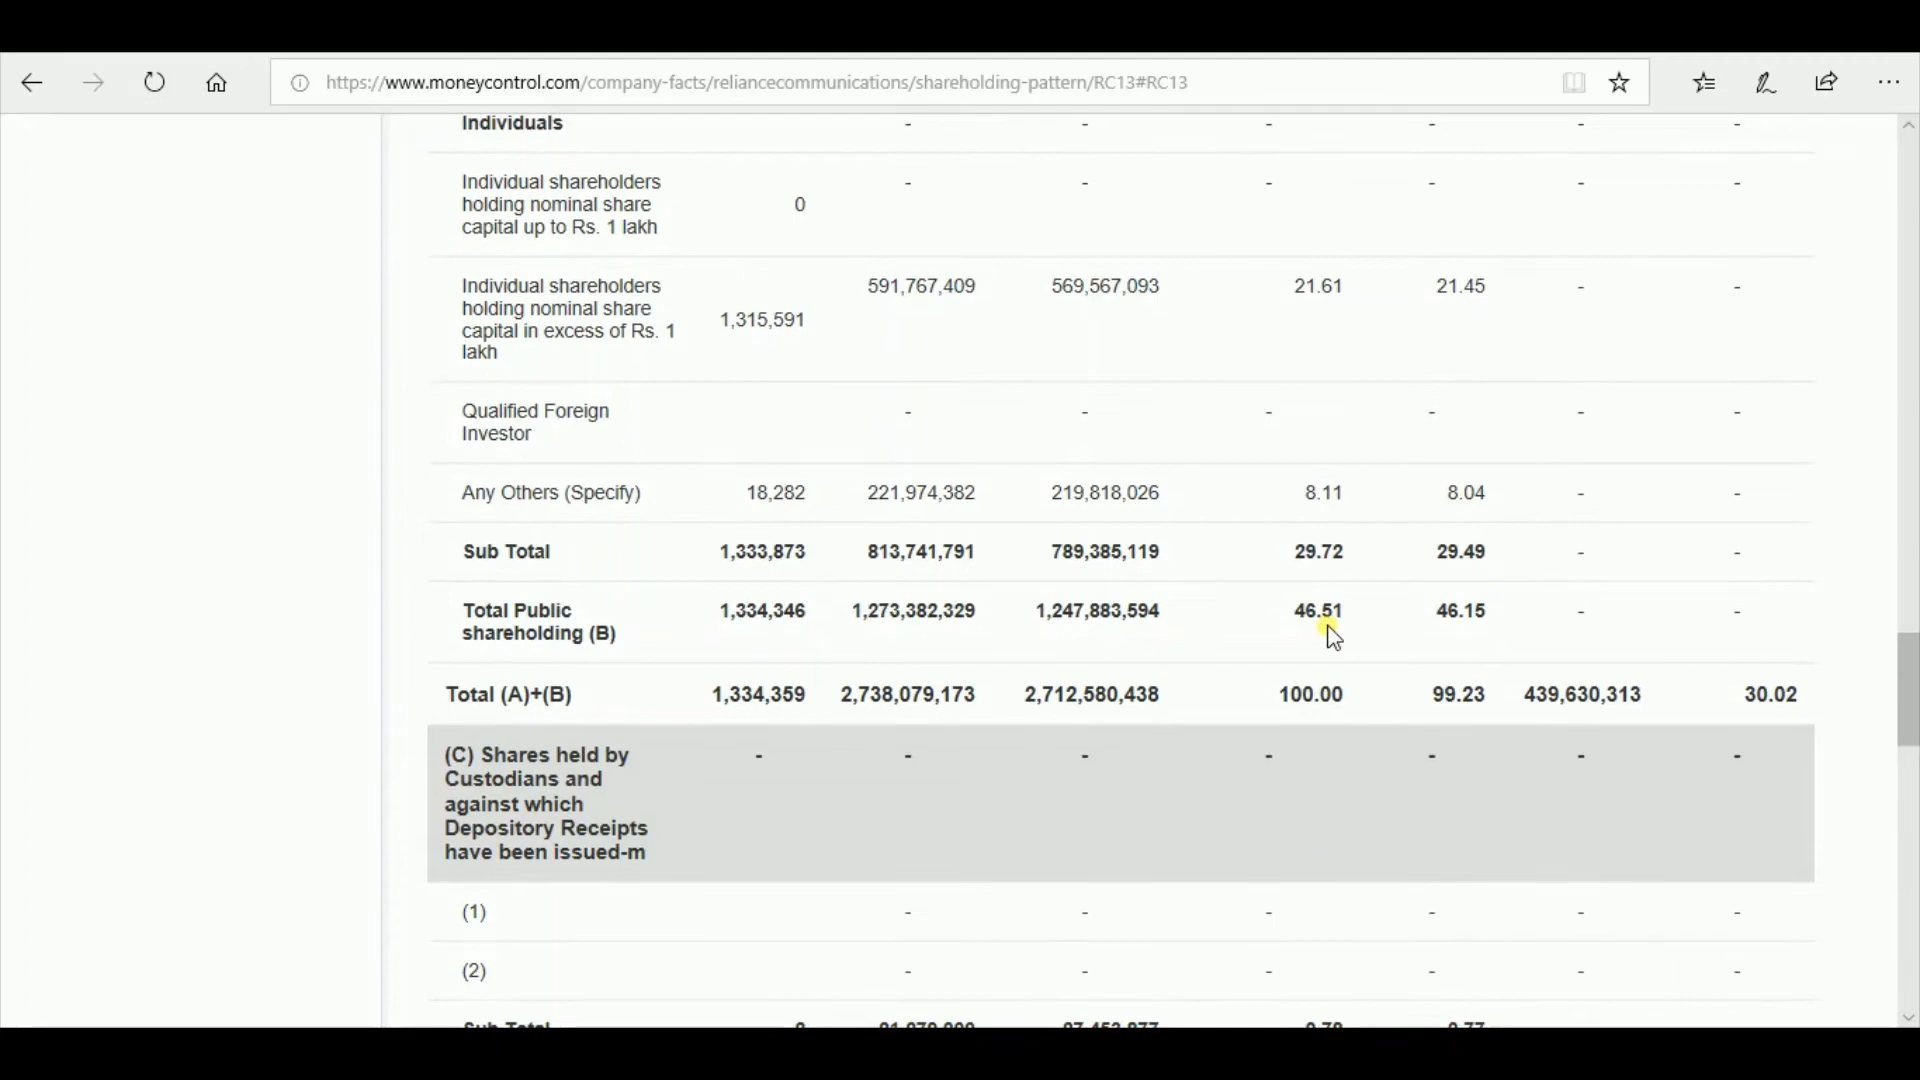 https://www.moneycontrol.com/company-facts/reliancecommunications/shareholding-pattern/RC13#RC13
Individuals - - - - - -
Individual shareholders
holding nominal share
capital up to Rs. 1 lakh
0 - - - - - -
Individual shareholders
holding nominal share
capital in excess of Rs. 1
lakh
1,315,591 591,767,409 569,567,093 21.61 21.45 - -
Qualified Foreign
Investor
- - - - - -
Any Others (Specify) 18,282 221,974,382 219,818,026 8.11 8.04 - -
Sub Total 1,333,873 813,741,791 789,385,119 29.72 29.49 - -
Total Public
shareholding (B)
1,334,346 1,273,382,329 1,247,883,594 46.51 46.15 - -
Total (A)+(B) 1,334,359 2,738,079,173 2,712,580,438 100.00 99.23 439,630,313 30.02
(C) Shares held by
Custodians and
against which
Depository Receipts
have been issued-m
- - - - - - -
(1) - - - - - -
(2) - - - - - -
Sub Total